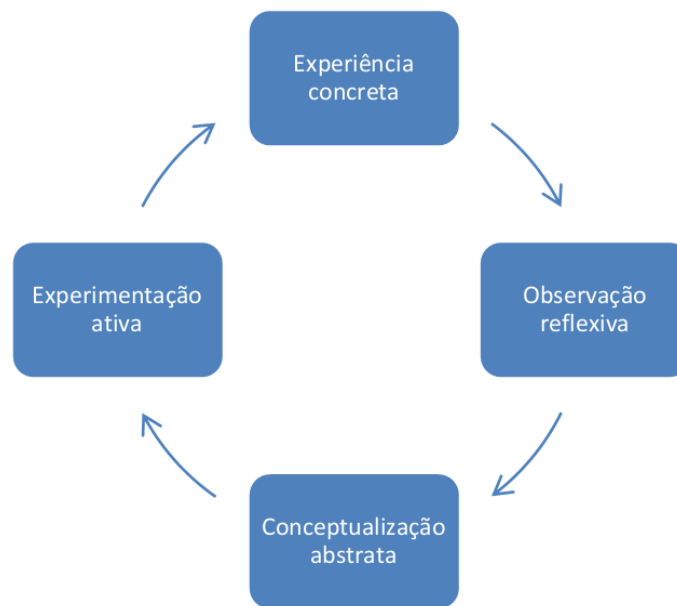 Experiência
concreta
Observação
reflexiva
Conceptualização
abstrata
Experimentação
ativa